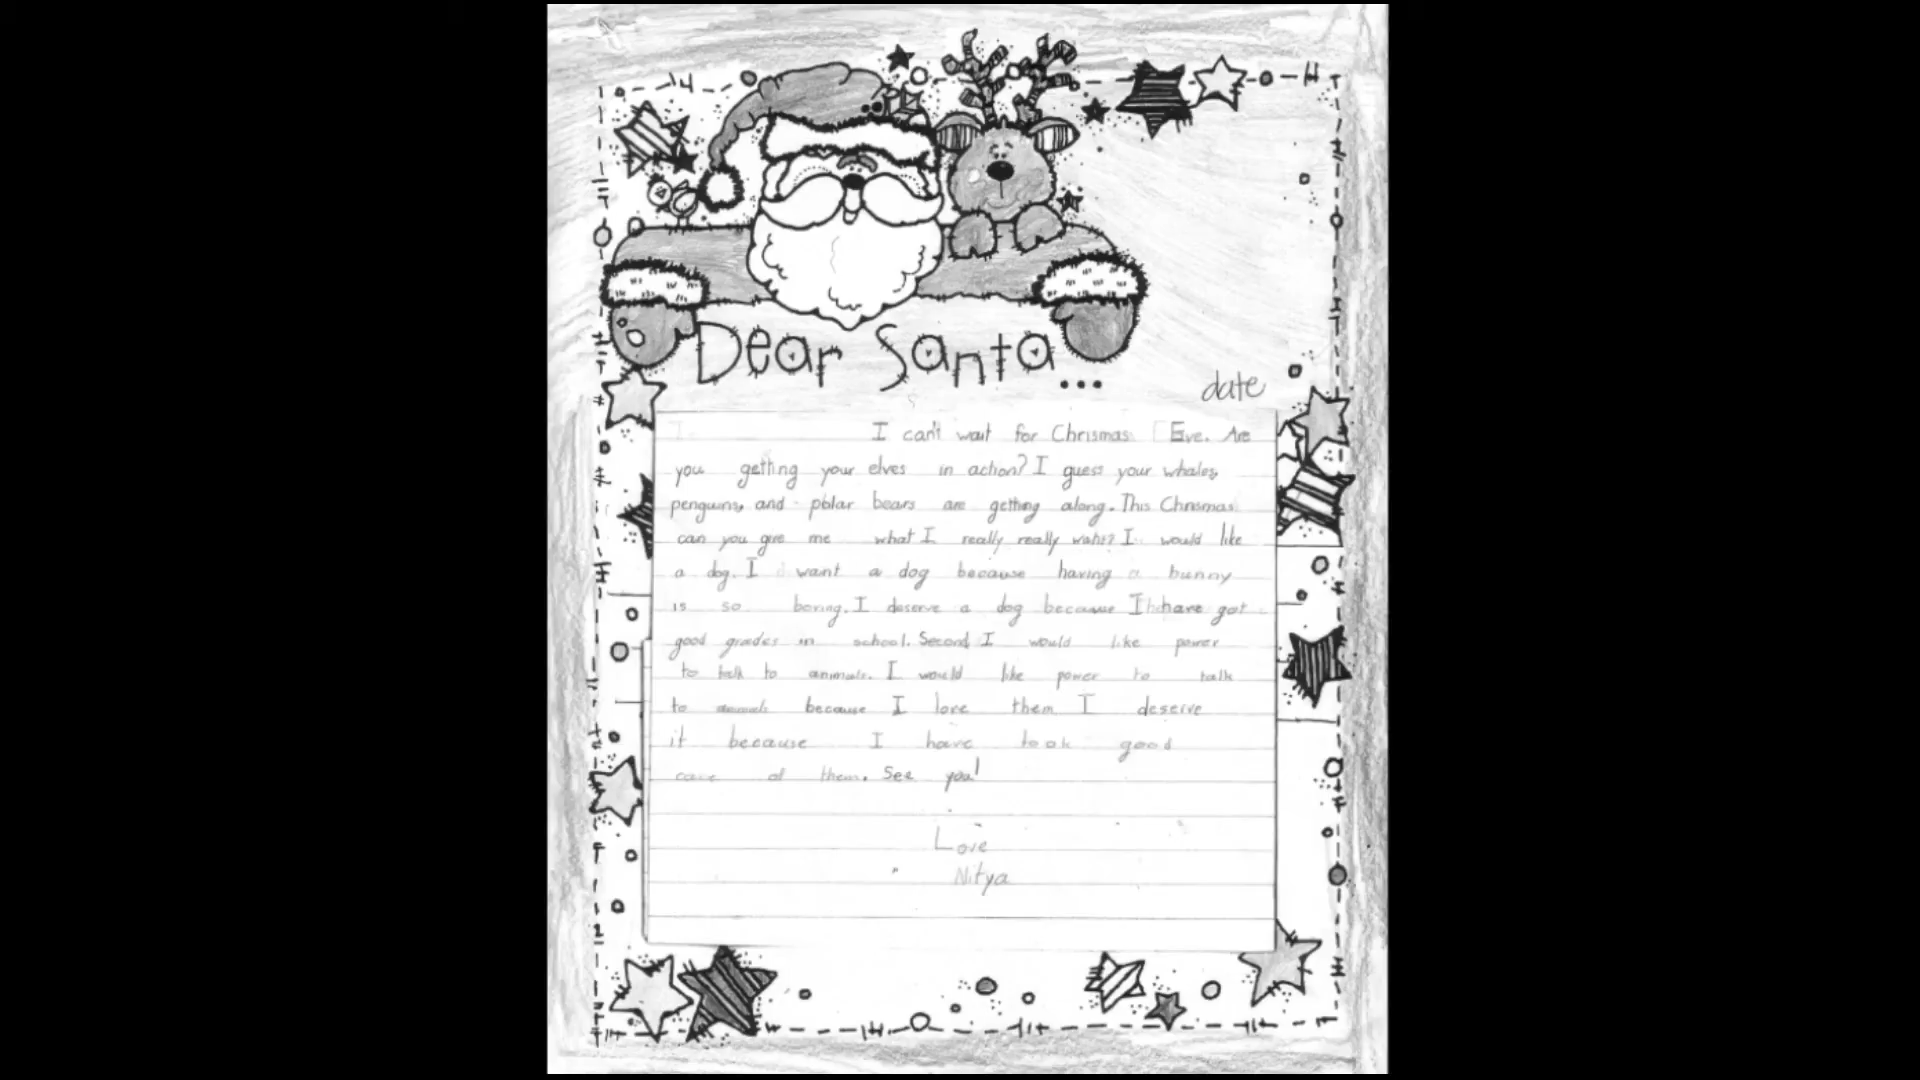 Dear Santa...
date
I can't wait for Chrismas Eve. Are
you getting your elves in action? I guess your whales,
penguins, and polar bears are getting along. This Chrismas
can you give me what I really really want? I would like
a dog. I want a dog because having a bunny
is so boring. I deserve a dog because I have got
good grades in school. Second, I would like power
to talk to animals. I would like power to talk
to animals because I love them I deserve
it because I have took good
care of them. See you!
Love
Nitya